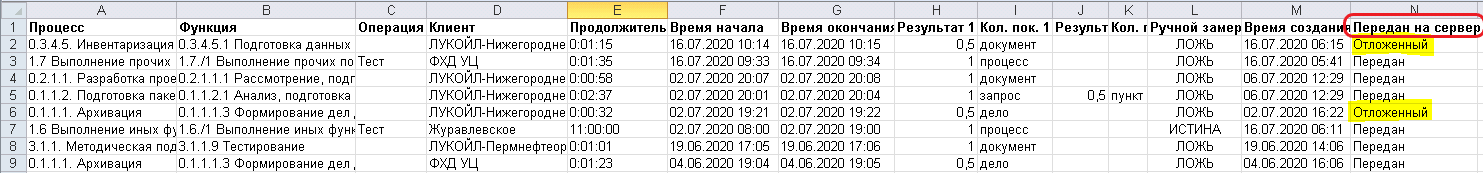 A B C D E F G H I J K L M N
1 Процесс Функция Операция Клиент Продолжитель Время начала Время окончания Результат 1 Кол. пок. 1 Результ Кол. г Ручной замер Время создания Передан на сервер
2 0.3.4.5. Инвентаризация 0.3.4.5.1 Подготовка данных ЛУКОЙЛ-Нижегородне 0:01:15 16.07.2020 10:14 16.07.2020 10:15 0,5 документ ЛОЖЬ 16.07.2020 06:15 Отложенный
3 1.7 Выполнение прочих 1.7./1 Выполнение прочих по Тест ФХД УЦ 0:01:35 16.07.2020 09:33 16.07.2020 09:34 1 процесс ЛОЖЬ 16.07.2020 05:41 Передан
4 0.2.1.1. Разработка прое 0.2.1.1.1 Рассмотрение, подг ЛУКОЙЛ-Нижегородне 0:00:58 02.07.2020 20:07 02.07.2020 20:08 1 документ ЛОЖЬ 06.07.2020 12:29 Передан
5 0.1.1.2. Подготовка паке 0.1.1.2.1 Анализ, подготовка ЛУКОЙЛ-Нижегородне 0:02:37 02.07.2020 20:01 02.07.2020 20:04 1 запрос 0,5 пункт ЛОЖЬ 06.07.2020 12:29 Передан
6 0.1.1.1. Архивация 0.1.1.1.3 Формирование дел ЛУКОЙЛ-Нижегородне 0:00:32 02.07.2020 19:21 02.07.2020 19:22 0,5 дело ЛОЖЬ 02.07.2020 16:22 Отложенный
7 1.6 Выполнение иных фу 1.6./1 Выполнение иных функ Тест Журавлевское 11:00:00 02.07.2020 08:00 02.07.2020 19:00 1 процесс ИСТИНА 16.07.2020 06:11 Передан
8 3.1.1. Методическая под 3.1.1.9 Тестирование ЛУКОЙЛ-Пермнефтеор 0:01:01 19.06.2020 17:05 19.06.2020 17:06 1 документ ЛОЖЬ 19.06.2020 14:06 Передан
9 0.1.1.1. Архивация 0.1.1.1.3 Формирование дел ФХД УЦ 0:01:23 04.06.2020 19:04 04.06.2020 19:05 0,5 дело ЛОЖЬ 04.06.2020 16:06 Передан